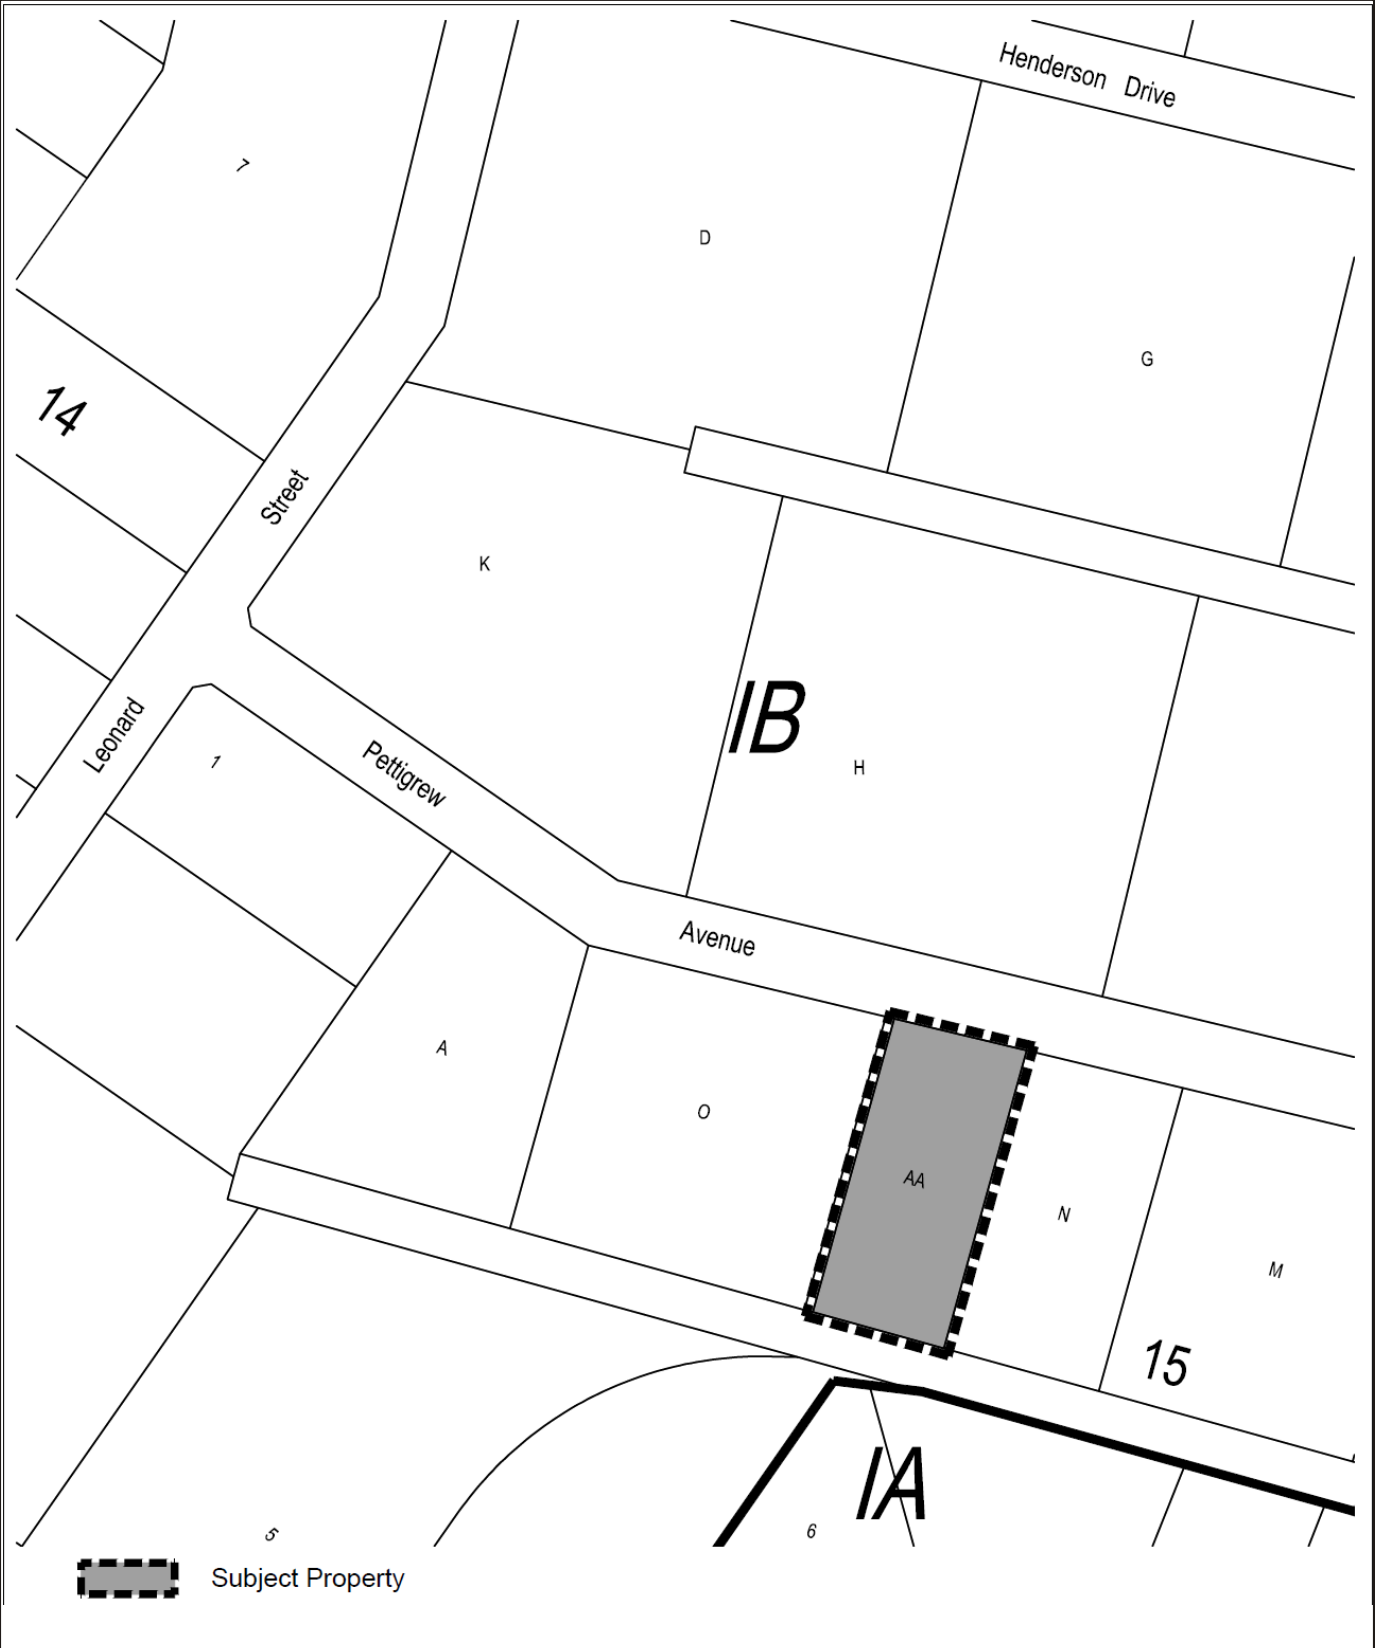 Henderson Drive
7
D
G
14
Street
K
IB
H
Leonard
1
Pettigrew
Avenue
A
O
AA
N
M
15
IA
5
6
Subject Property